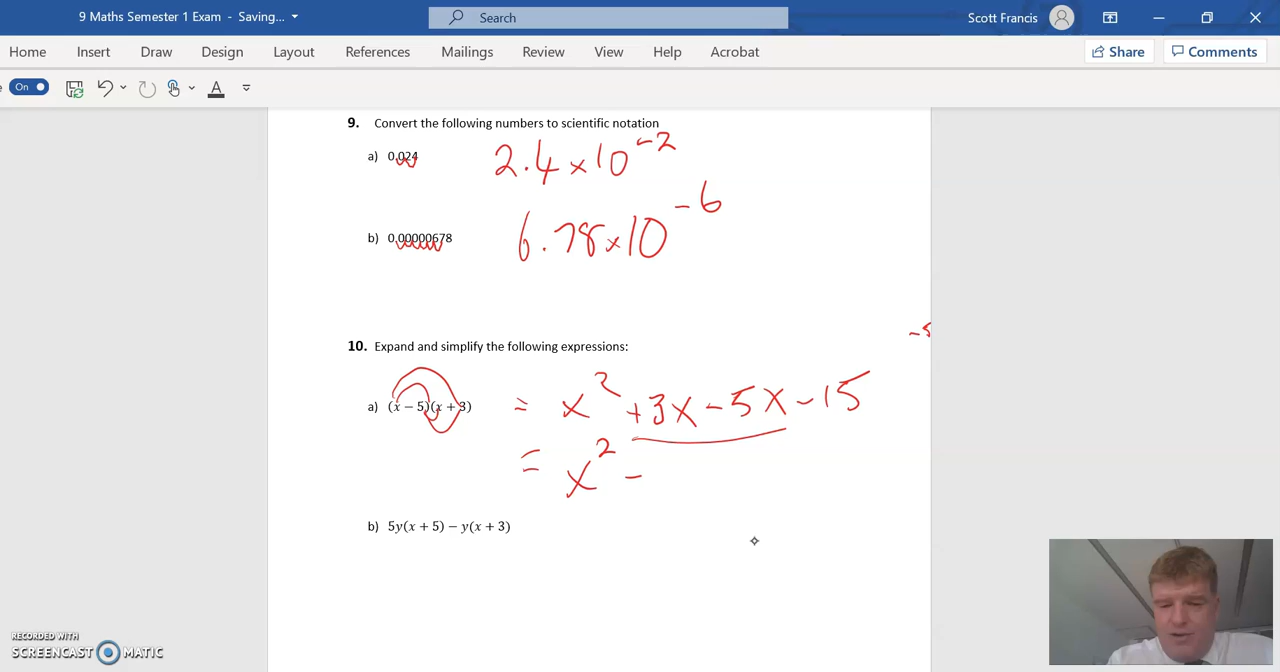 9 Maths Semester 1 Exam - Saving...
Search
Scott Francis
Home Insert Draw Design Layout References Mailings Review View Help Acrobat
Share Comments
On
9. Convert the following numbers to scientific notation
a) 0.024 2.4 × 10⁻²
b) 0.00000678 6.78 × 10⁻⁶
10. Expand and simplify the following expressions:
-5
a) (x − 5)(x + 3) = x² + 3x - 5x - 15
= x² -
b) 5y(x + 5) − y(x + 3)
RECORDED WITH
SCREENCAST MATIC